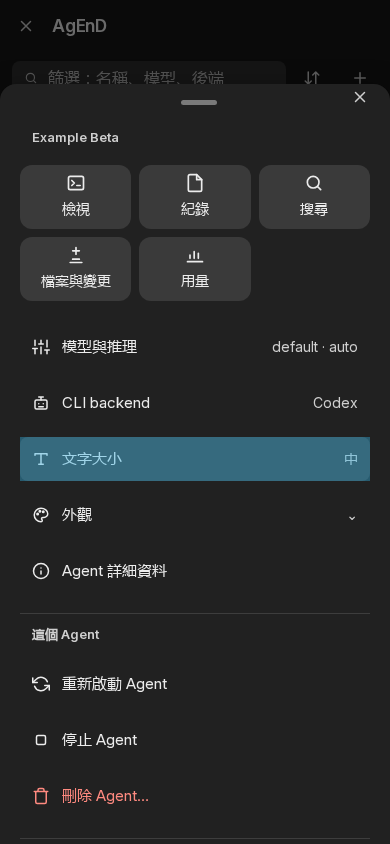 AgEnD
篩選：名稱、模型、後端
Example Beta
檢視
紀錄
搜尋
檔案與變更
用量
模型與推理
default · auto
CLI backend
Codex
文字大小
中
外觀
Agent 詳細資料
這個 Agent
重新啟動 Agent
停止 Agent
刪除 Agent...